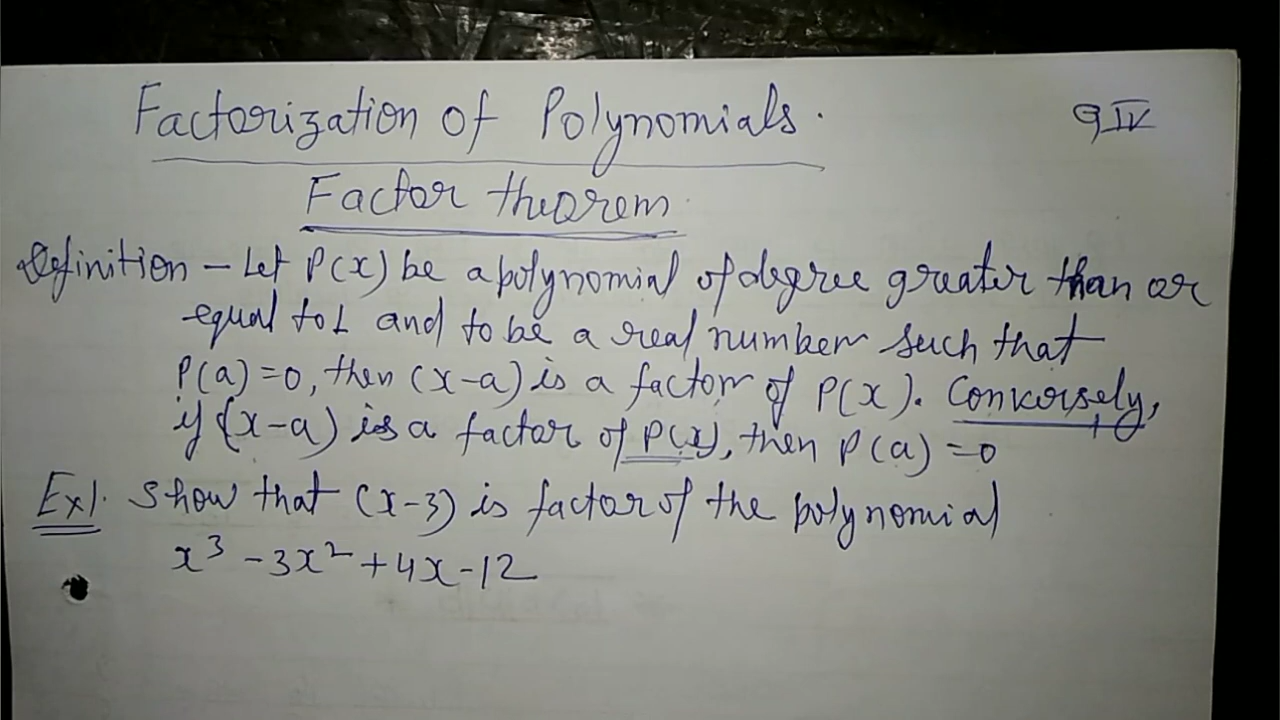 Factorization of Polynomials.
9IV
Factor theorem
Definition - Let P(x) be a polynomial of degree greater than or
equal to 1 and to be a real number such that
P(a)=0, then (x-a) is a factor of P(x). Conversely,
if (x-a) is a factor of P(x), then P(a)=0
Ex1. Show that (x-3) is factor of the polynomial
x³-3x²+4x-12